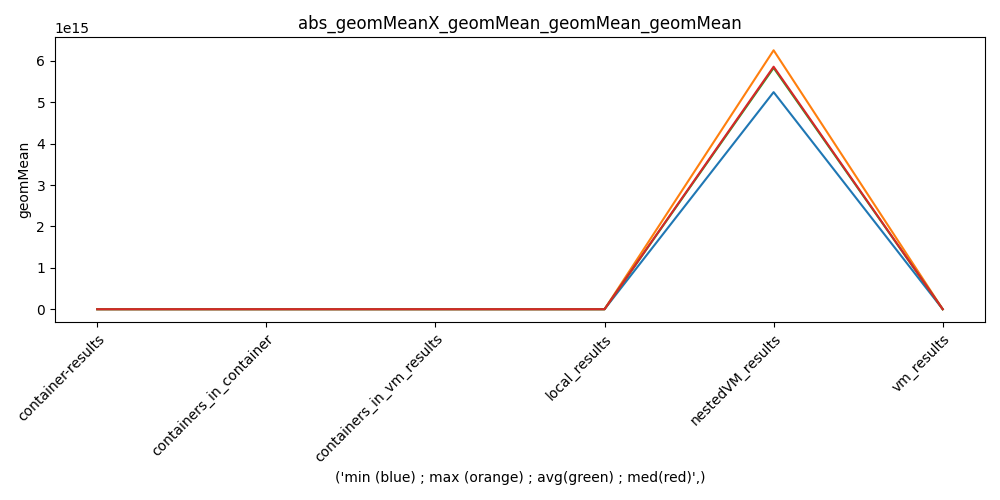 abs_geomMeanX_geomMean_geomMean_geomMean
1e15
6
5
4
3
2
1
0
geomMean
container-results
containers_in_container
containers_in_vm_results
local_results
nestedVM_results
vm_results
('min (blue) ; max (orange) ; avg(green) ; med(red)',)